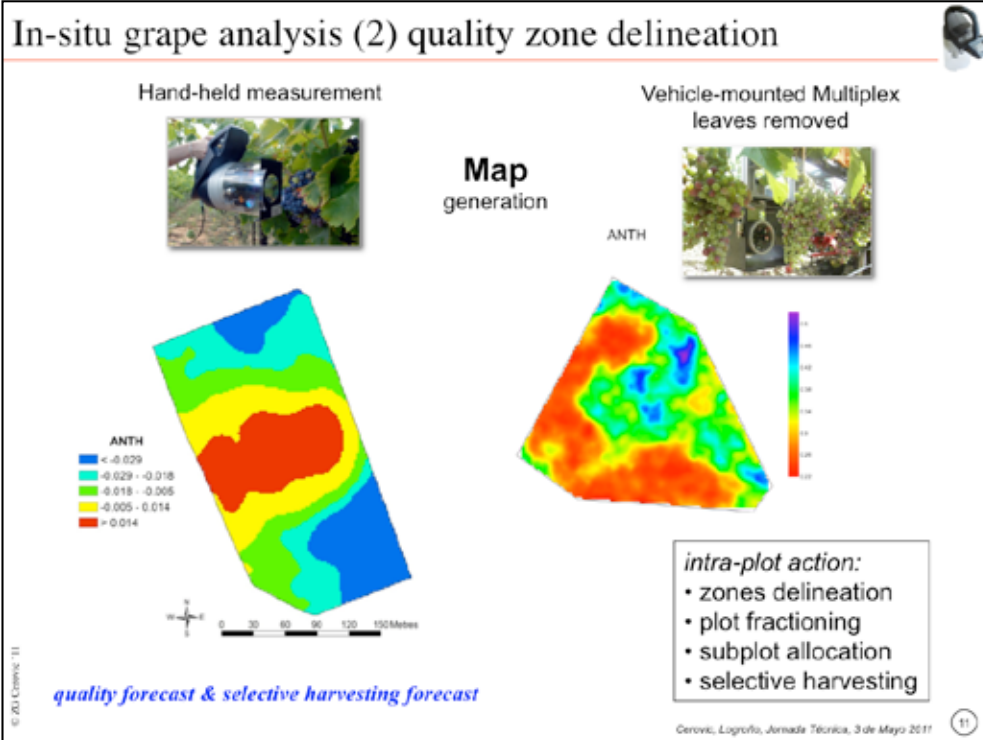 In-situ grape analysis (2) quality zone delineation
Hand-held measurement
Vehicle-mounted Multiplex
leaves removed
Map
generation
ANTH
ANTH
< -0.029
-0.029 - -0.018
-0.018 - -0.005
-0.005 - 0.014
> 0.014
N
W
E
S
0 30 60 90 120 150 Metres
intra-plot action:
• zones delineation
• plot fractioning
• subplot allocation
• selective harvesting
quality forecast & selective harvesting forecast
© ZG Cerovic '11
Cerovic, Logroño, Jornada Técnica, 3 de Mayo 2011
11